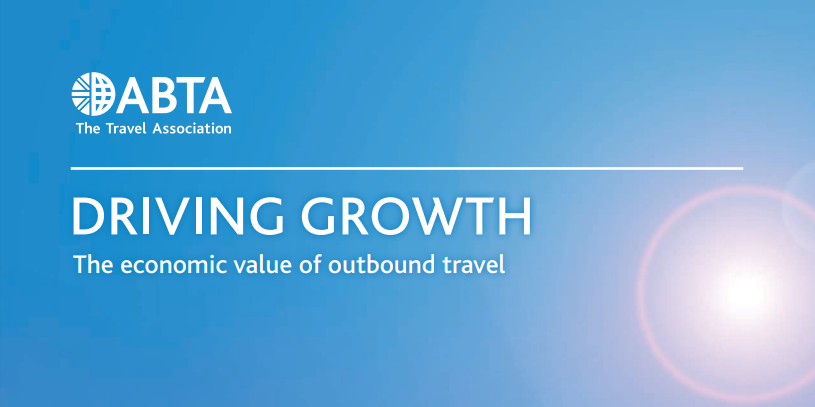 ABTA
The Travel Association
DRIVING GROWTH
The economic value of outbound travel